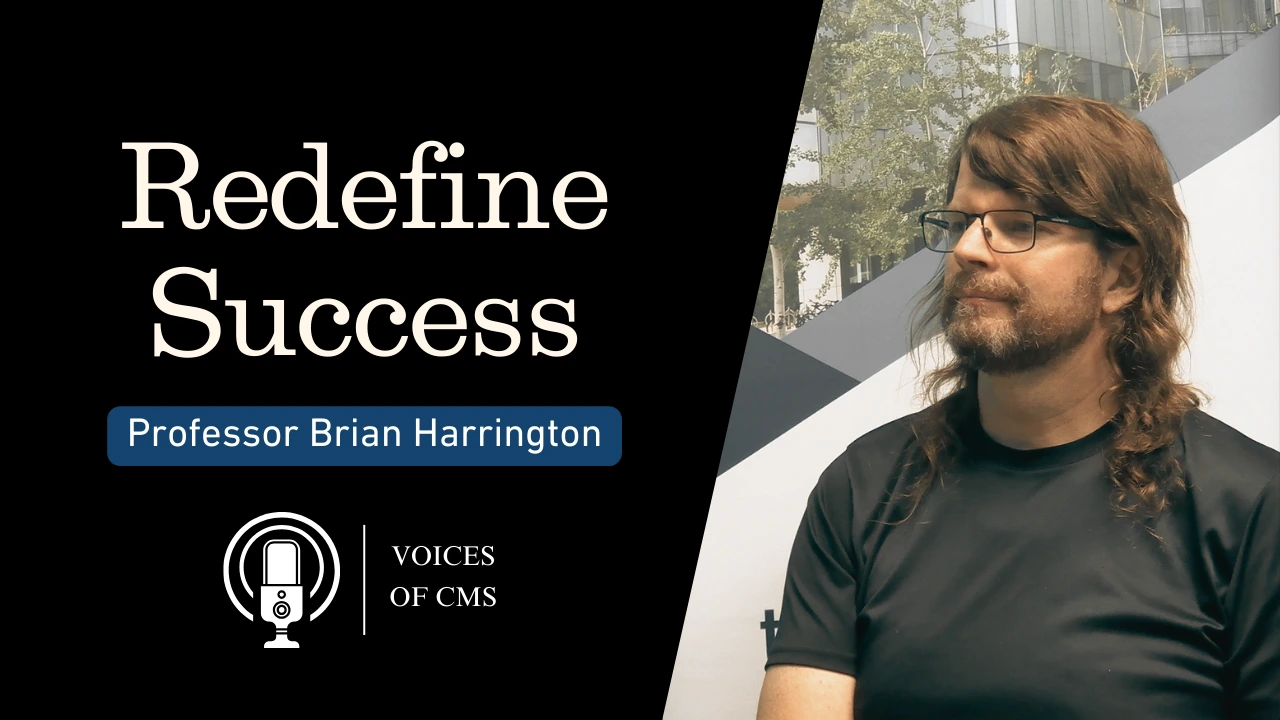 Redefine
Success
Professor Brian Harrington
VOICES
OF CMS